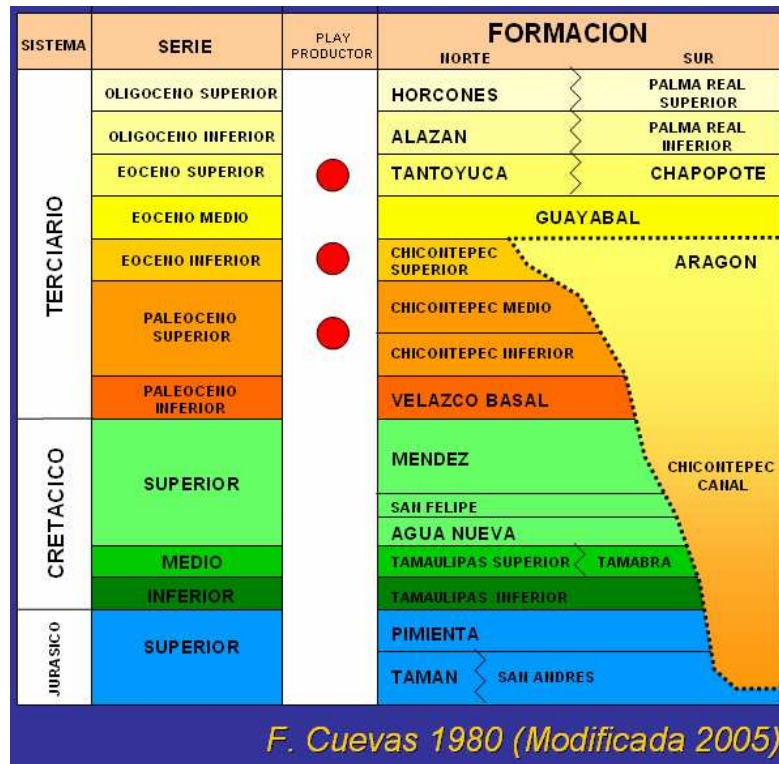 SISTEMA
SERIE
PLAY
PRODUCTOR
FORMACION
NORTE
SUR
TERCIARIO
OLIGOCENO SUPERIOR
HORCONES
PALMA REAL
SUPERIOR
OLIGOCENO INFERIOR
ALAZAN
PALMA REAL
INFERIOR
EOCENO SUPERIOR
TANTOYUCA
CHAPOPOTE
EOCENO MEDIO
GUAYABAL
EOCENO INFERIOR
CHICONTEPEC
SUPERIOR
ARAGON
PALEOCENO
SUPERIOR
CHICONTEPEC MEDIO
CHICONTEPEC INFERIOR
PALEOCENO
INFERIOR
VELAZCO BASAL
CRETACICO
SUPERIOR
MENDEZ
CHICONTEPEC
CANAL
SAN FELIPE
AGUA NUEVA
MEDIO
TAMAULIPAS SUPERIOR
TAMABRA
INFERIOR
TAMAULIPAS INFERIOR
JURASICO
SUPERIOR
PIMIENTA
TAMAN
SAN ANDRES
F. Cuevas 1980 (Modificada 2005)